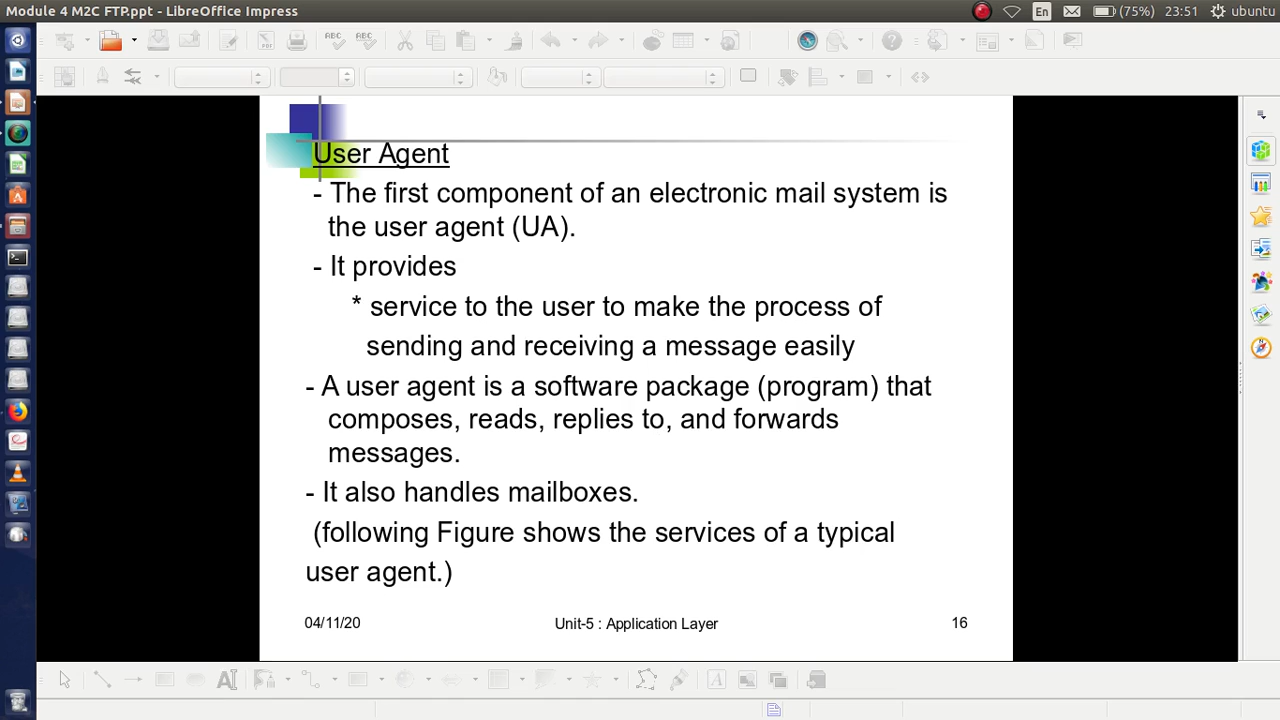 Module 4 M2C FTP.ppt - LibreOffice Impress
En (75%) 23:51 ubuntu
User Agent
- The first component of an electronic mail system is
the user agent (UA).
- It provides
* service to the user to make the process of
sending and receiving a message easily
- A user agent is a software package (program) that
composes, reads, replies to, and forwards
messages.
- It also handles mailboxes.
(following Figure shows the services of a typical
user agent.)
04/11/20 Unit-5 : Application Layer 16